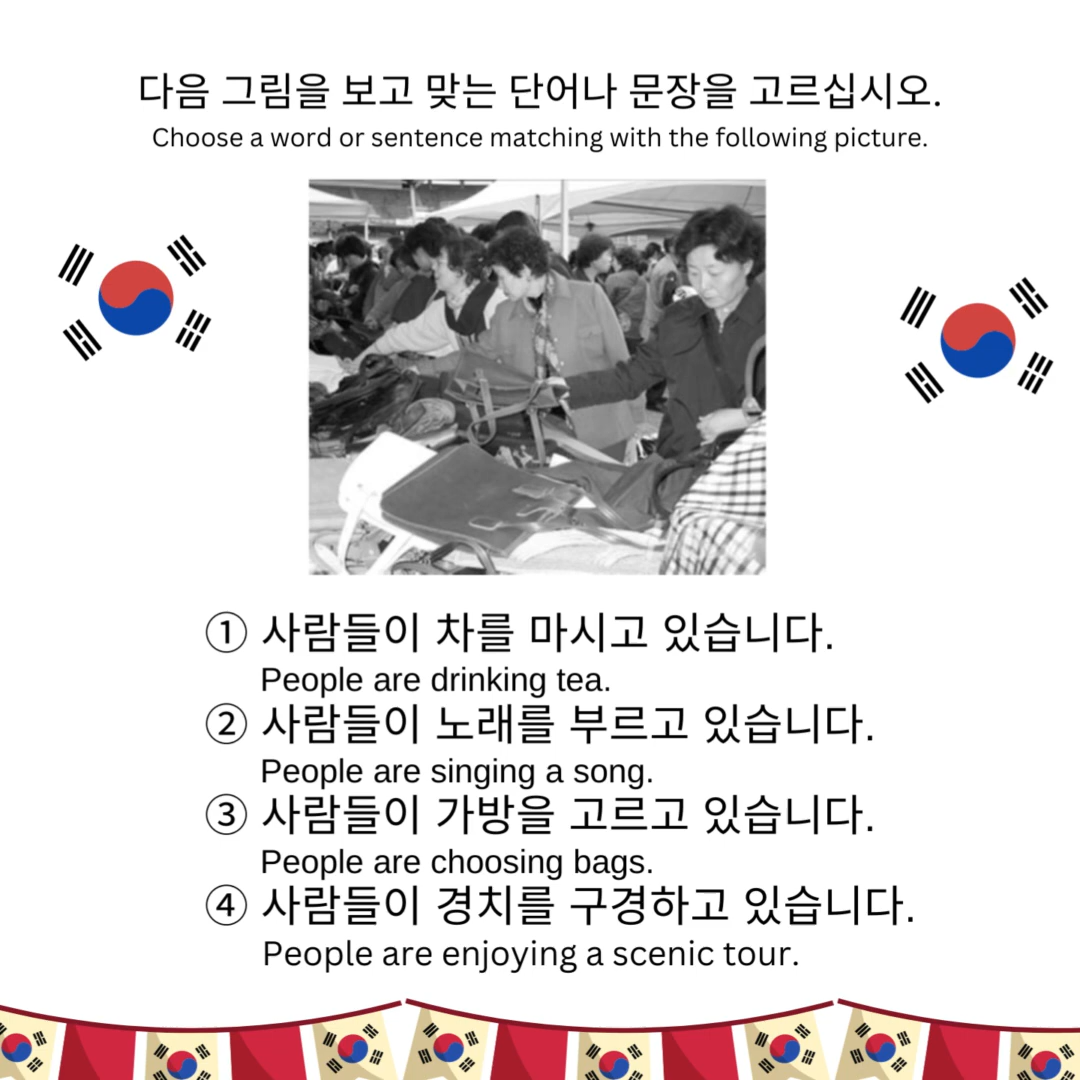 다음 그림을 보고 맞는 단어나 문장을 고르십시오.
Choose a word or sentence matching with the following picture.
① 사람들이 차를 마시고 있습니다.
People are drinking tea.
② 사람들이 노래를 부르고 있습니다.
People are singing a song.
③ 사람들이 가방을 고르고 있습니다.
People are choosing bags.
④ 사람들이 경치를 구경하고 있습니다.
People are enjoying a scenic tour.